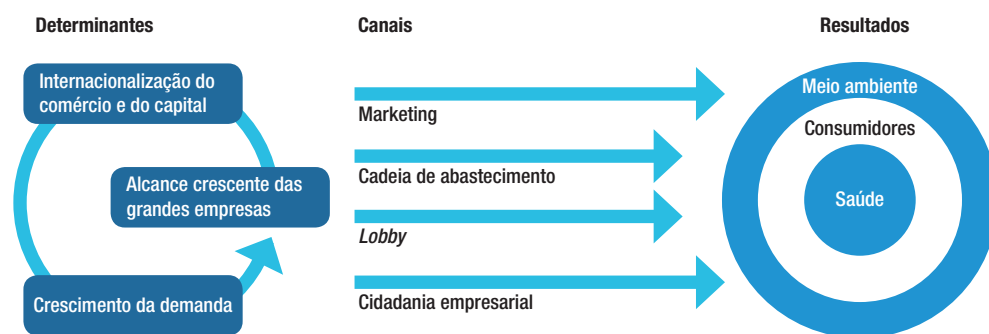 Determinantes
Internacionalização do
comércio e do capital
Alcance crescente das
grandes empresas
Crescimento da demanda
Canais
Marketing
Cadeia de abastecimento
Lobby
Cidadania empresarial
Resultados
Meio ambiente
Consumidores
Saúde